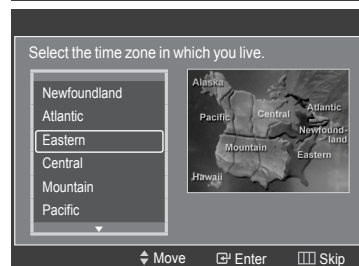 Select the time zone in which you live.
Newfoundland
Atlantic
Eastern
Central
Mountain
Pacific
Alaska
Pacific
Central
Atlantic
Newfound-
land
Mountain
Eastern
Hawaii
Move Enter Skip